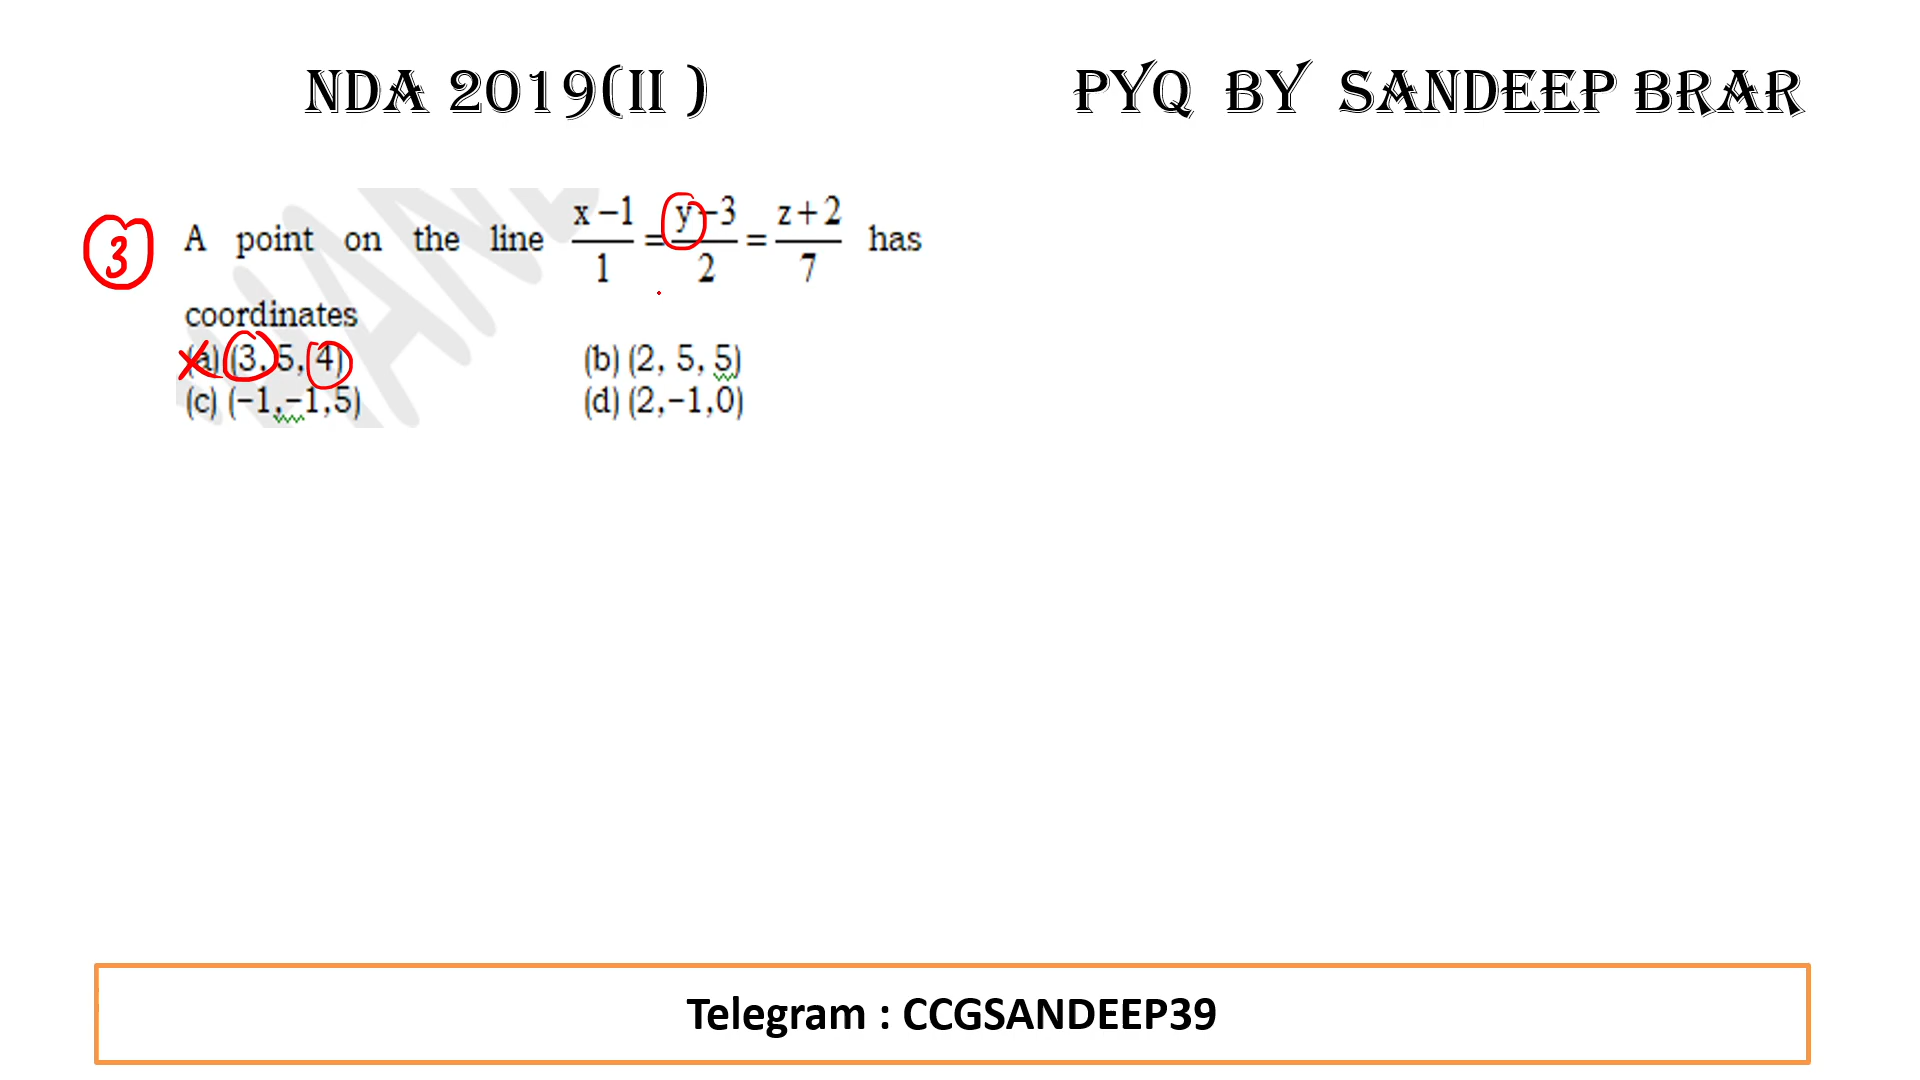 NDA 2019(II ) PYQ BY SANDEEP BRAR
3 A point on the line x−1/1 = y−3/2 = z+2/7 has
coordinates
(a) (3, 5, 4) (b) (2, 5, 5)
(c) (−1,−1,5) (d) (2,−1,0)
Telegram : CCGSANDEEP39